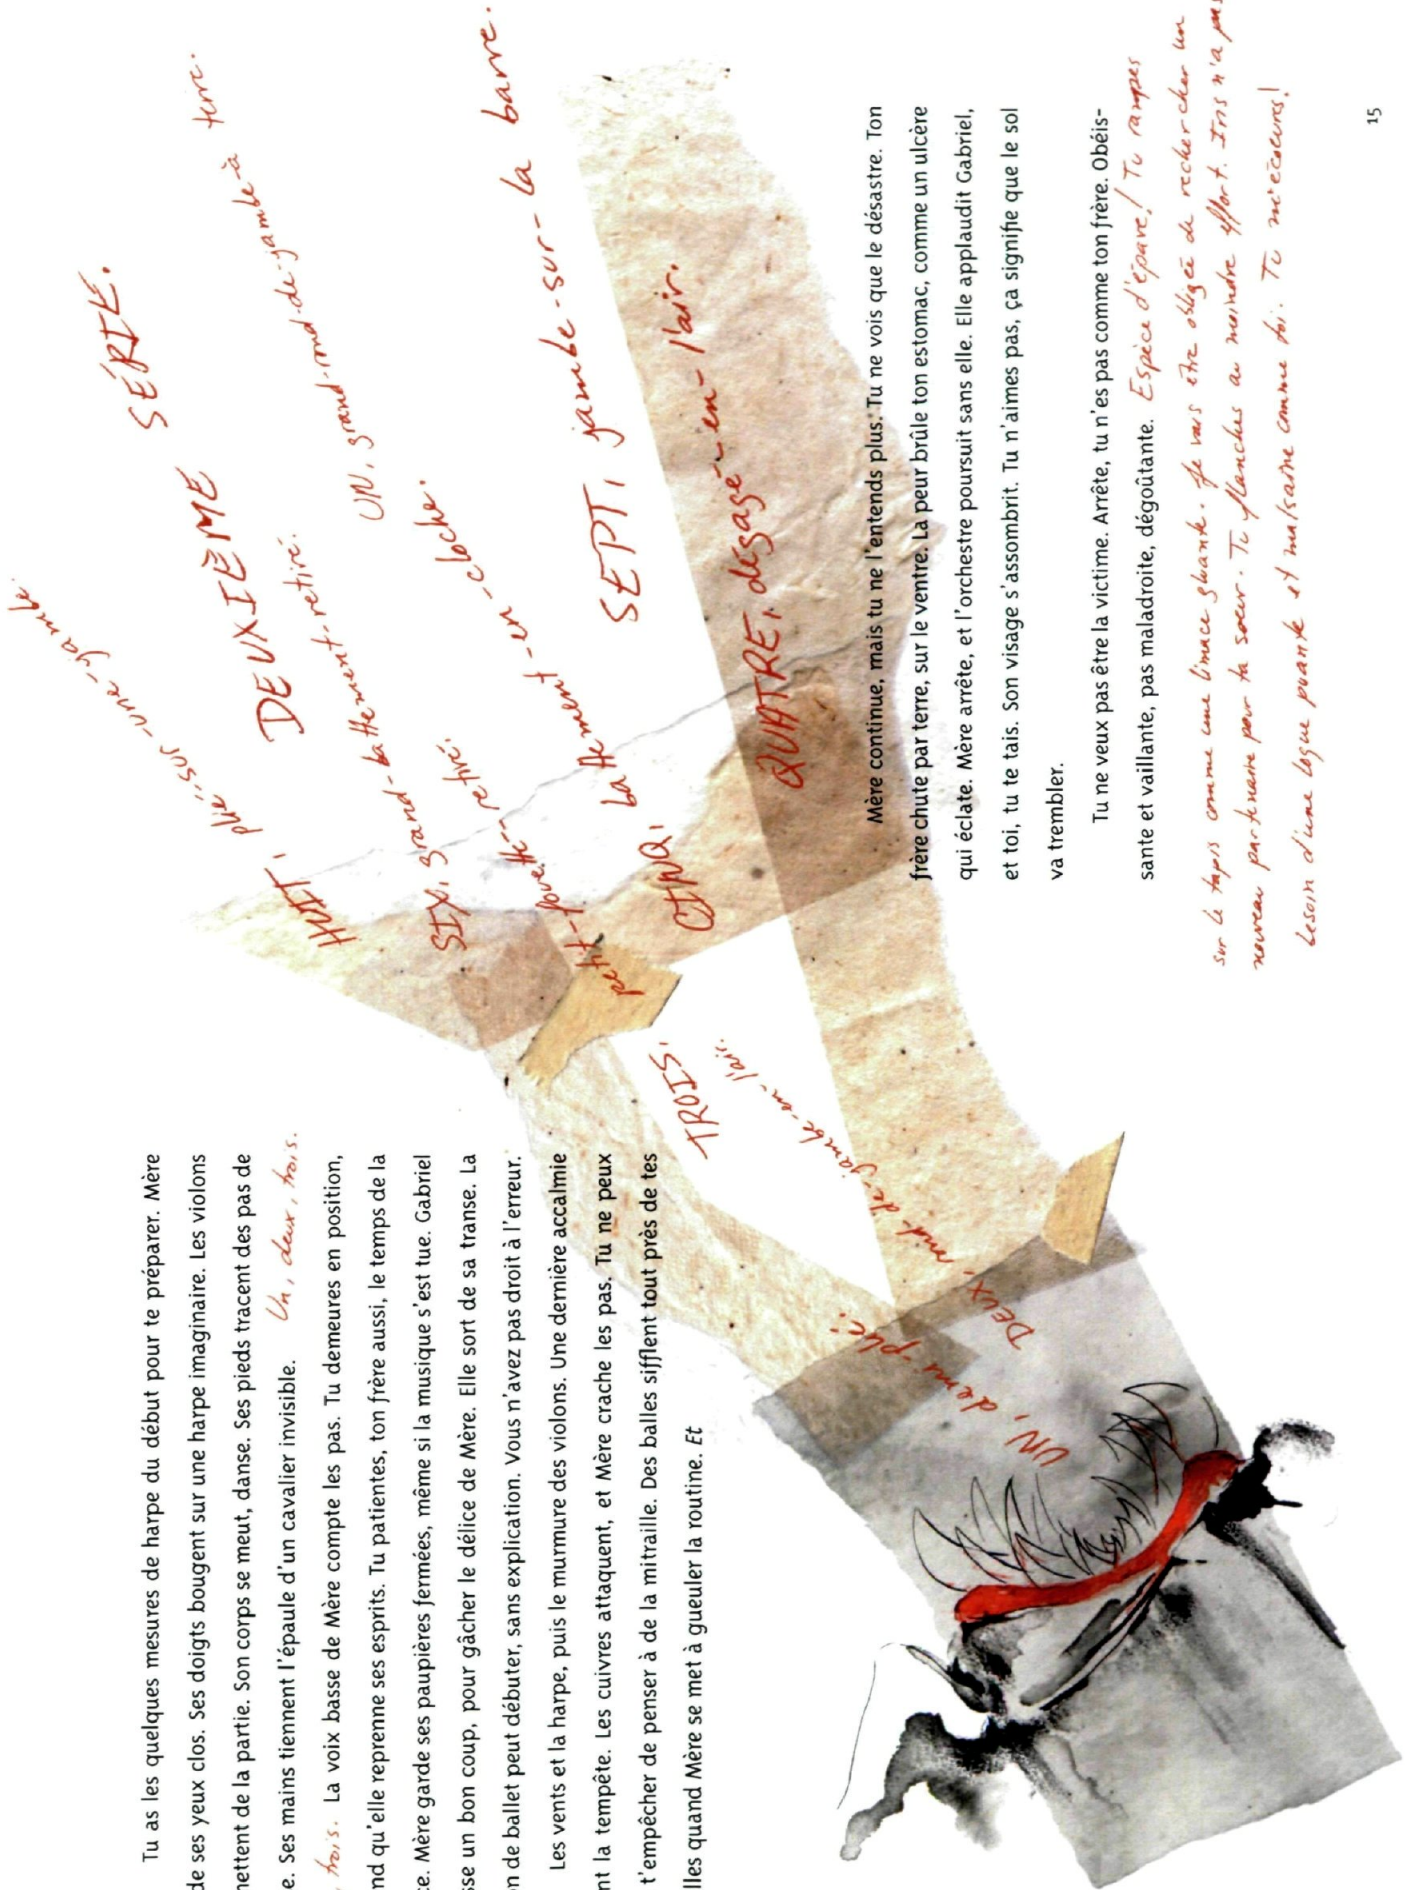 Tu as les quelques mesures de harpe du début pour te préparer. Mère
de ses yeux clos. Ses doigts bougent sur une harpe imaginaire. Les violons
mettent de la partie. Son corps se meut, danse. Ses pieds tracent des pas de
e. Ses mains tiennent l'épaule d'un cavalier invisible. Un, deux, trois.
, trois. La voix basse de Mère compte les pas. Tu demeures en position,
nd qu'elle reprenne ses esprits. Tu patientes, ton frère aussi, le temps de la
ce. Mère garde ses paupières fermées, même si la musique s'est tue. Gabriel
sse un bon coup, pour gâcher le délice de Mère. Elle sort de sa transe. La
on de ballet peut débuter, sans explication. Vous n'avez pas droit à l'erreur.
Les vents et la harpe, puis le murmure des violons. Une dernière accalmie
nt la tempête. Les cuivres attaquent, et Mère crache les pas. Tu ne peux
t'empêcher de penser à de la mitraille. Des balles sifflent tout près de tes
lles quand Mère se met à gueuler la routine. Et
UN, demi-plié.
DEUX, rond-de-jambe-en-l'air.
TROIS,
petit-fouetté-retiré.
QUATRE, dégagé-en-l'air.
CINQ, battement-en-cloche.
SIX, grand-battement-retiré.
SEPT, jambe-sur-la barre.
HUIT, plié-sur-une-jambe
DEUXIÈME SÉRIE.
UN, grand-rond-de-jambe-à terre.
Mère continue, mais tu ne l'entends plus. Tu ne vois que le désastre. Ton
frère chute par terre, sur le ventre. La peur brûle ton estomac, comme un ulcère
qui éclate. Mère arrête, et l'orchestre poursuit sans elle. Elle applaudit Gabriel,
et toi, tu te tais. Son visage s'assombrit. Tu n'aimes pas, ça signifie que le sol
va trembler.
Tu ne veux pas être la victime. Arrête, tu n'es pas comme ton frère. Obéis-
sante et vaillante, pas maladroite, dégoûtante. Espèce d'épave! Tu rampes
sur le tapis comme une limace gluante. Je vais être obligée de rechercher un
nouveau partenaire pour ta sœur. Tu flanches au moindre effort. Iris n'a pas
besoin d'une loque puante et malsaine comme toi. Tu m'écœures!
15